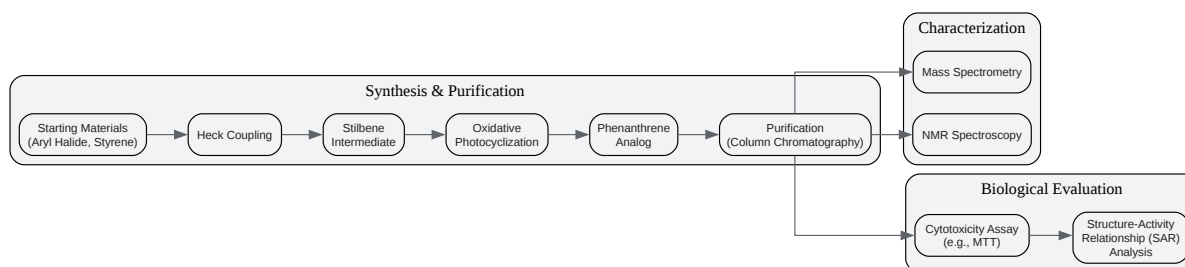 Characterization
Mass Spectrometry
NMR Spectroscopy
Synthesis & Purification
Starting Materials
(Aryl Halide, Styrene)
Heck Coupling
Stilbene
Intermediate
Oxidative
Photocyclization
Phenanthrene
Analog
Purification
(Column Chromatography)
Biological Evaluation
Cytotoxicity Assay
(e.g., MTT)
Structure-Activity
Relationship (SAR)
Analysis